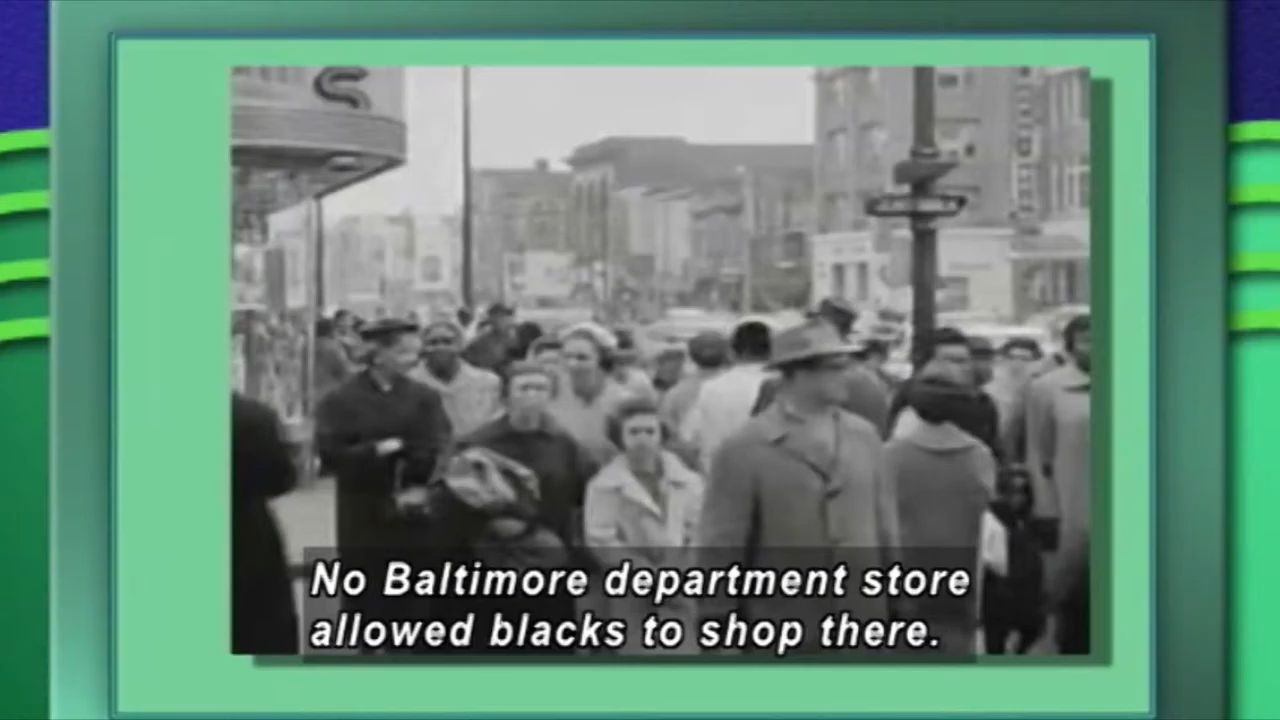 S
No Baltimore department store
allowed blacks to shop there.